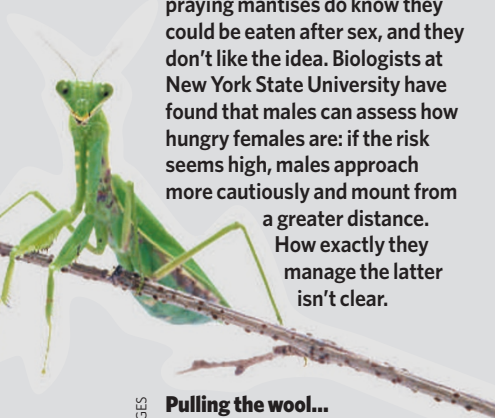 praying mantises do know they
could be eaten after sex, and they
don’t like the idea. Biologists at
New York State University have
found that males can assess how
hungry females are: if the risk
seems high, males approach
more cautiously and mount from
a greater distance.
How exactly they
manage the latter
isn’t clear.
GES
Pulling the wool...